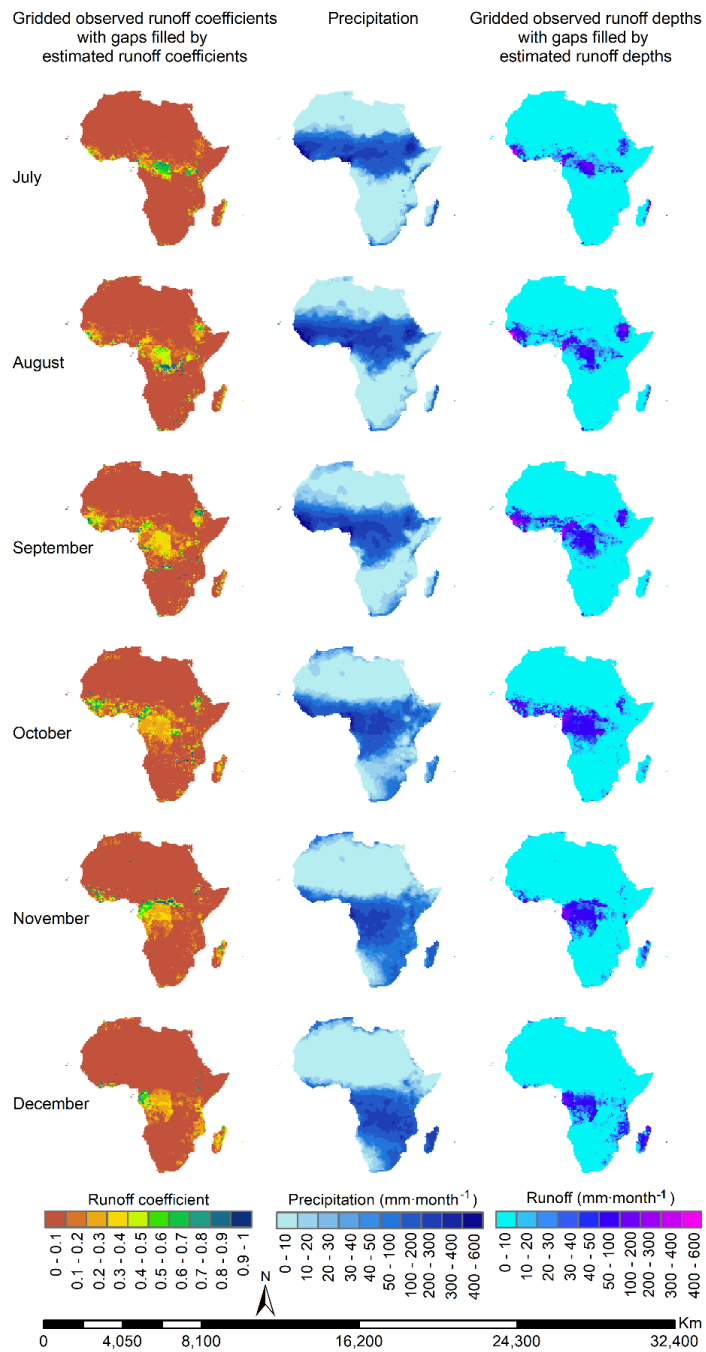 Gridded observed runoff coefficients
with gaps filled by
estimated runoff coefficients
Precipitation
Gridded observed runoff depths
with gaps filled by
estimated runoff depths
July
August
September
October
November
December
Runoff coefficient
0 - 0.1
0.1 - 0.2
0.2 - 0.3
0.3 - 0.4
0.4 - 0.5
0.5 - 0.6
0.6 - 0.7
0.7 - 0.8
0.8 - 0.9
0.9 - 1
Precipitation (mm·month⁻¹)
0 - 10
10 - 20
20 - 30
30 - 40
40 - 50
50 - 100
100 - 200
200 - 300
300 - 400
400 - 600
Runoff (mm·month⁻¹)
0 - 10
10 - 20
20 - 30
30 - 40
40 - 50
50 - 100
100 - 200
200 - 300
300 - 400
400 - 600
N
Km
0
4,050
8,100
16,200
24,300
32,400